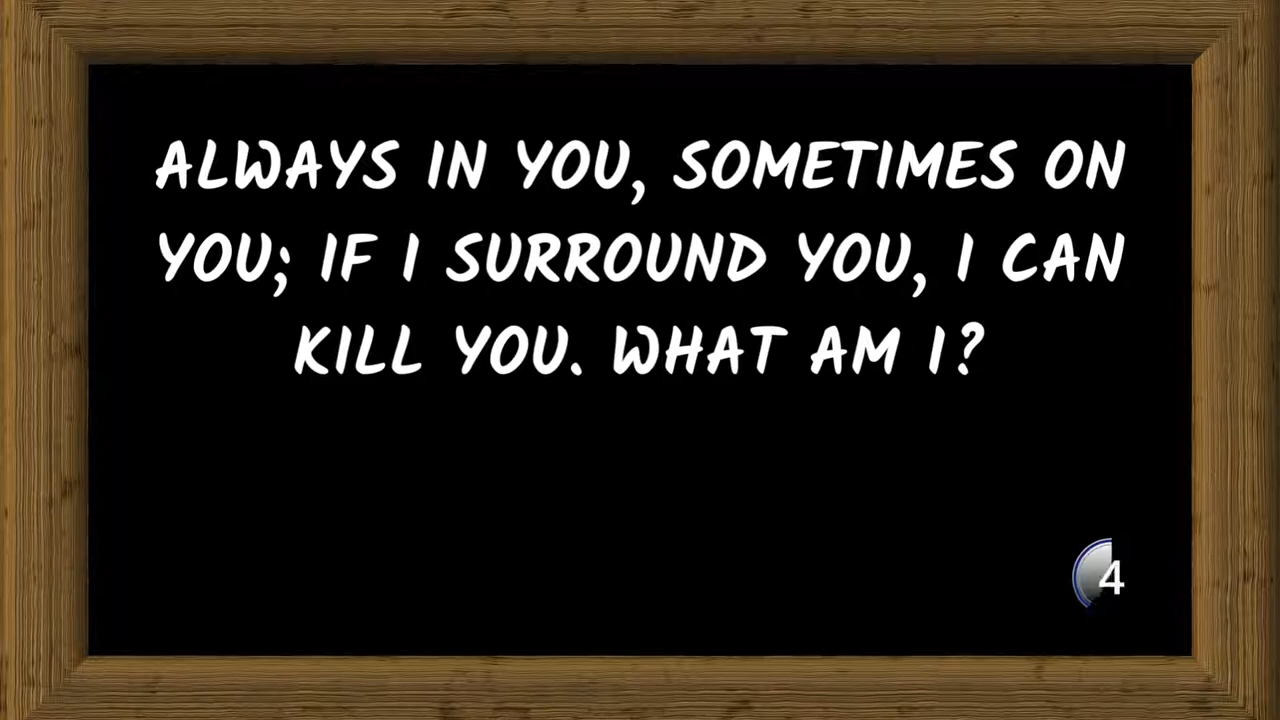 ALWAYS IN YOU, SOMETIMES ON
YOU; IF I SURROUND YOU, I CAN
KILL YOU. WHAT AM I?
4